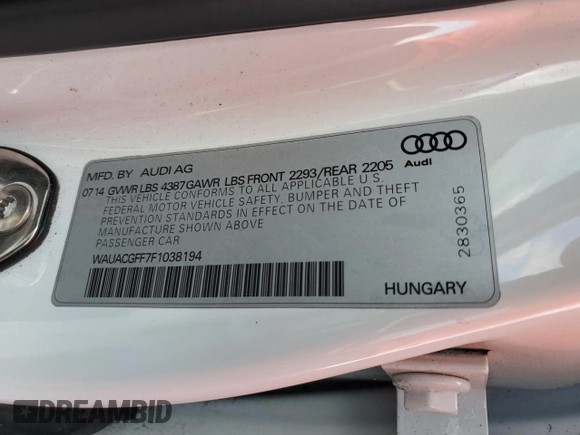 MFD. BY AUDI AG
0714 GVWR LBS 4387 GAWR LBS FRONT 2293/REAR 2205
THIS VEHICLE CONFORMS TO ALL APPLICABLE
FEDERAL MOTOR VEHICLE SAFETY. BUMPER AND THEFT
PREVENTION STANDARDS IN EFFECT ON THE DATE OF
MANUFACTURE SHOWN ABOVE
PASSENGER CAR
WAUACGFF7F1038194
HUNGARY
Audi
2830365
DREAMBID